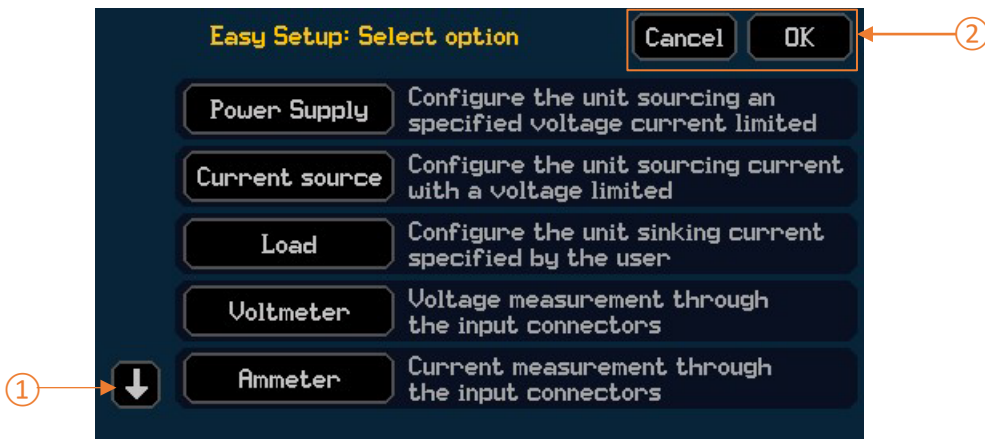 Easy Setup: Select option
Cancel
OK
2
Power Supply
Configure the unit sourcing an
specified voltage current limited
Current source
Configure the unit sourcing current
with a voltage limited
Load
Configure the unit sinking current
specified by the user
Voltmeter
Voltage measurement through
the input connectors
1
Ammeter
Current measurement through
the input connectors